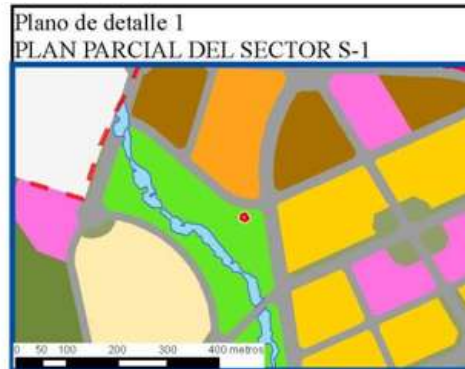 Plano de detalle 1
PLAN PARCIAL DEL SECTOR S-1
0 50 100 200 300 400 metros